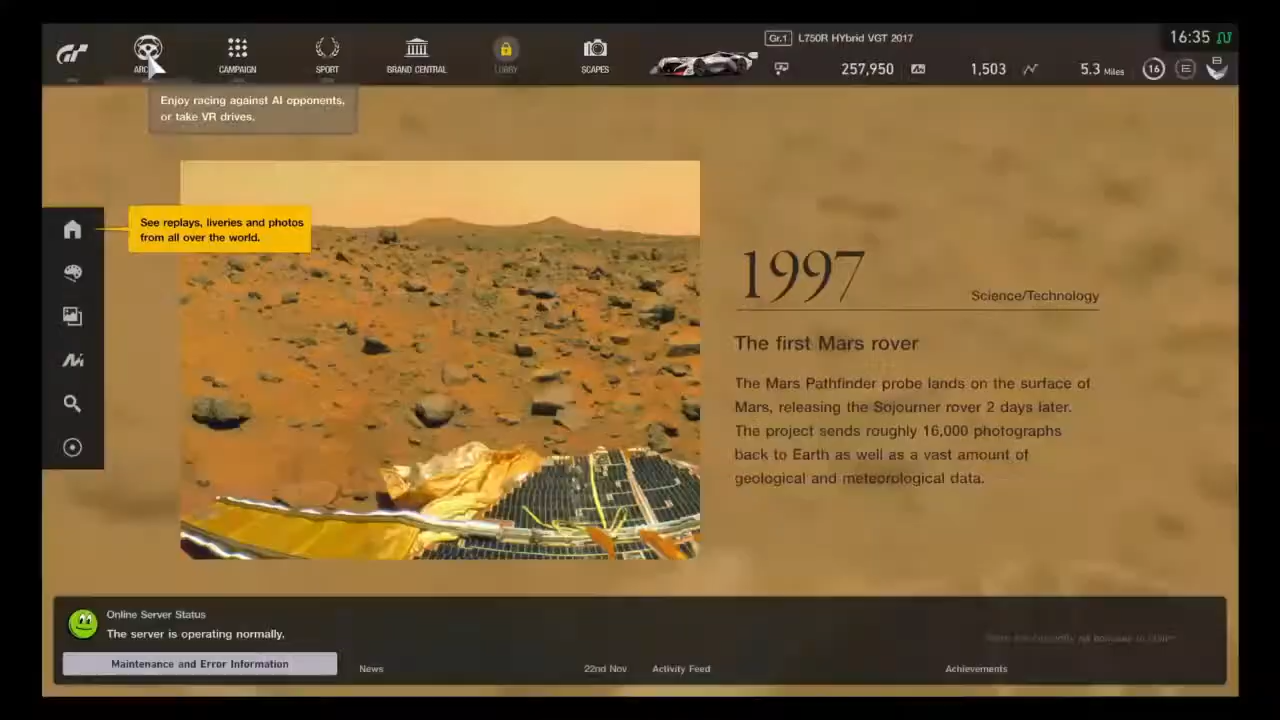 GT
ARC
CAMPAIGN
SPORT
BRAND CENTRAL
LOBBY
SCAPES
Gr.1 L750R HYbrid VGT 2017
257,950
1,503
5.3 Miles
16
16:35
Enjoy racing against AI opponents,
or take VR drives.
See replays, liveries and photos
from all over the world.
1997
Science/Technology
The first Mars rover
The Mars Pathfinder probe lands on the surface of
Mars, releasing the Sojourner rover 2 days later.
The project sends roughly 16,000 photographs
back to Earth as well as a vast amount of
geological and meteorological data.
Online Server Status
The server is operating normally.
Maintenance and Error Information
News
22nd Nov
Activity Feed
Achievements